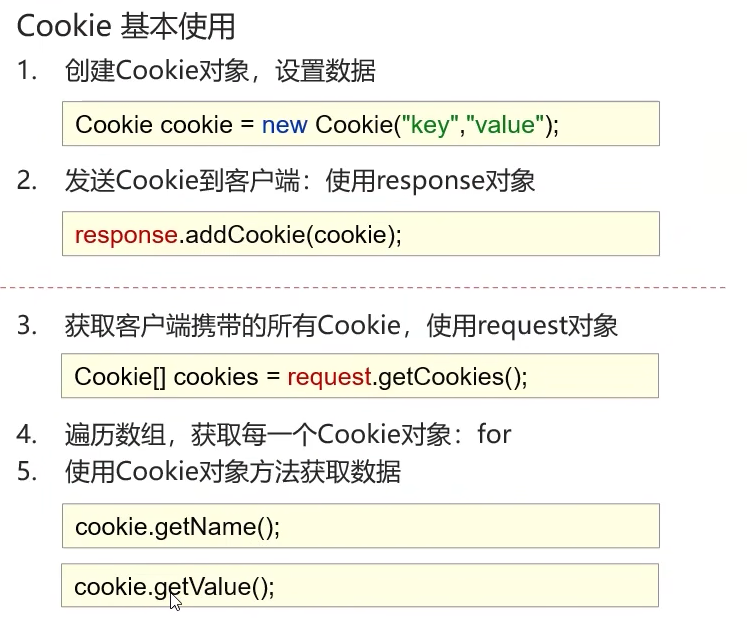 Cookie 基本使用
1. 创建Cookie对象，设置数据
Cookie cookie = new Cookie("key","value");
2. 发送Cookie到客户端：使用response对象
response.addCookie(cookie);
3. 获取客户端携带的所有Cookie，使用request对象
Cookie[] cookies = request.getCookies();
4. 遍历数组，获取每一个Cookie对象：for
5. 使用Cookie对象方法获取数据
cookie.getName();
cookie.getValue();